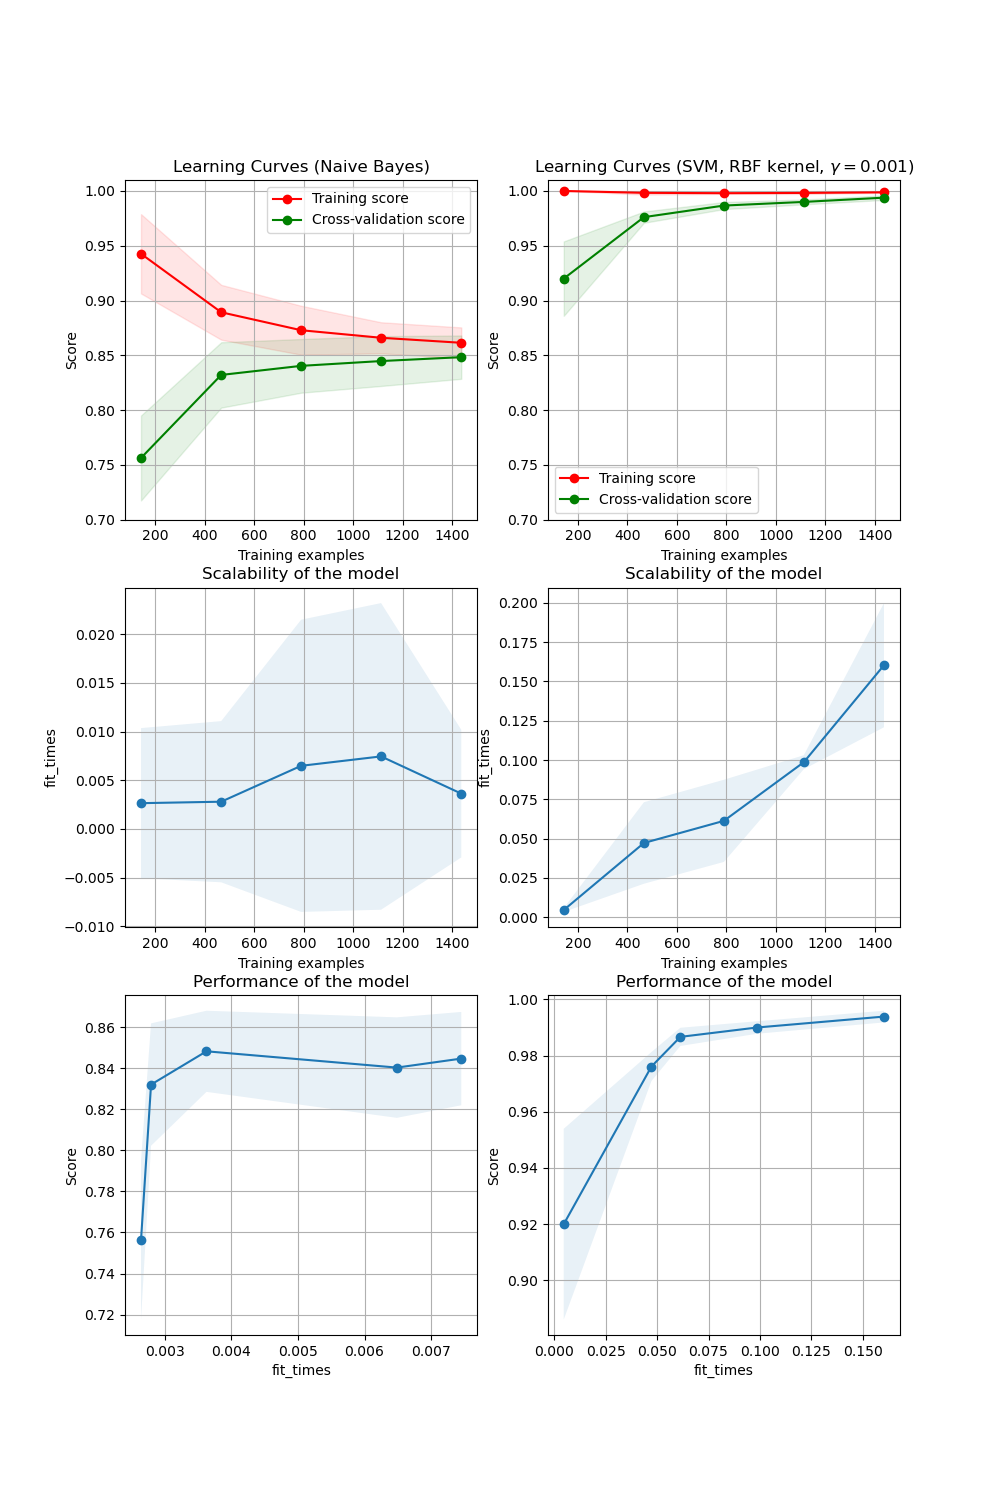 Learning Curves (Naive Bayes)
1.00
0.95
0.90
0.85
0.80
0.75
0.70
Score
Training score
Cross-validation score
200 400 600 800 1000 1200 1400
Training examples
Learning Curves (SVM, RBF kernel, γ = 0.001)
1.00
0.95
0.90
0.85
0.80
0.75
0.70
Score
Training score
Cross-validation score
200 400 600 800 1000 1200 1400
Training examples
Scalability of the model
0.020
0.015
0.010
0.005
0.000
−0.005
−0.010
fit_times
200 400 600 800 1000 1200 1400
Training examples
Scalability of the model
0.200
0.175
0.150
0.125
0.100
0.075
0.050
0.025
0.000
fit_times
200 400 600 800 1000 1200 1400
Training examples
Performance of the model
0.86
0.84
0.82
0.80
0.78
0.76
0.74
0.72
Score
0.003 0.004 0.005 0.006 0.007
fit_times
Performance of the model
1.00
0.98
0.96
0.94
0.92
0.90
Score
0.000 0.025 0.050 0.075 0.100 0.125 0.150
fit_times